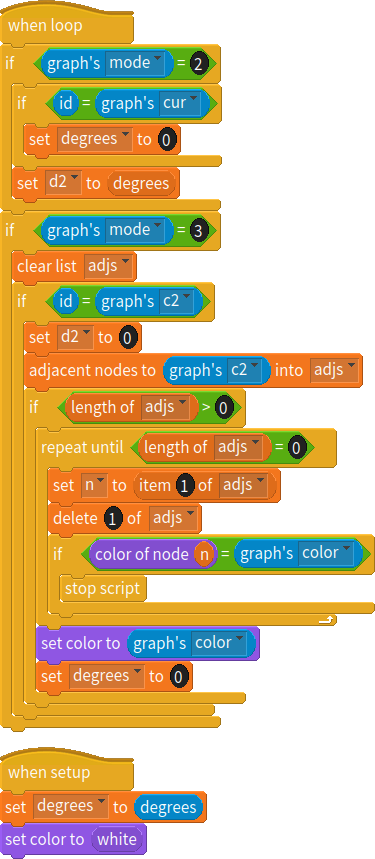 when loop
if graph's mode = 2
if id = graph's cur
set degrees to 0
set d2 to degrees
if graph's mode = 3
clear list adjs
if id = graph's c2
set d2 to 0
adjacent nodes to graph's c2 into adjs
if length of adjs > 0
repeat until length of adjs = 0
set n to item 1 of adjs
delete 1 of adjs
if color of node n = graph's color
stop script
set color to graph's color
set degrees to 0
when setup
set degrees to degrees
set color to white